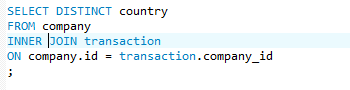 SELECT DISTINCT country
FROM company
INNER JOIN transaction
ON company.id = transaction.company_id
;